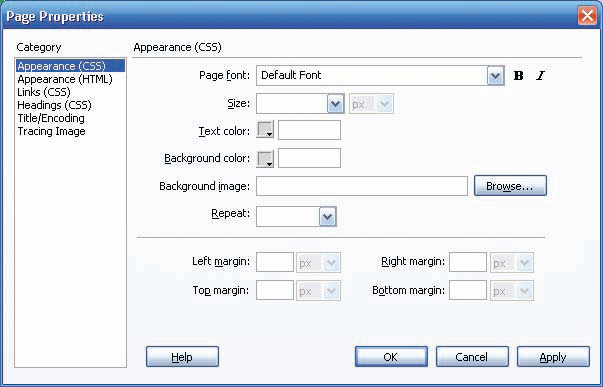 Page Properties
Category
Appearance (CSS)
Appearance (HTML)
Links (CSS)
Headings (CSS)
Title/Encoding
Tracing Image
Appearance (CSS)
Page font: Default Font B I
Size: px
Text color:
Background color:
Background image: Browse...
Repeat:
Left margin: px Right margin: px
Top margin: px Bottom margin: px
Help OK Cancel Apply